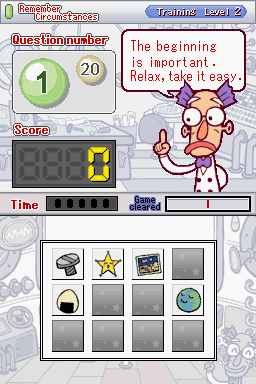 Remember
Circumstances
Training Level 2
Question number
1
20
The beginning
is important.
Relax, take it easy.
Score
0
Time
Game
cleared